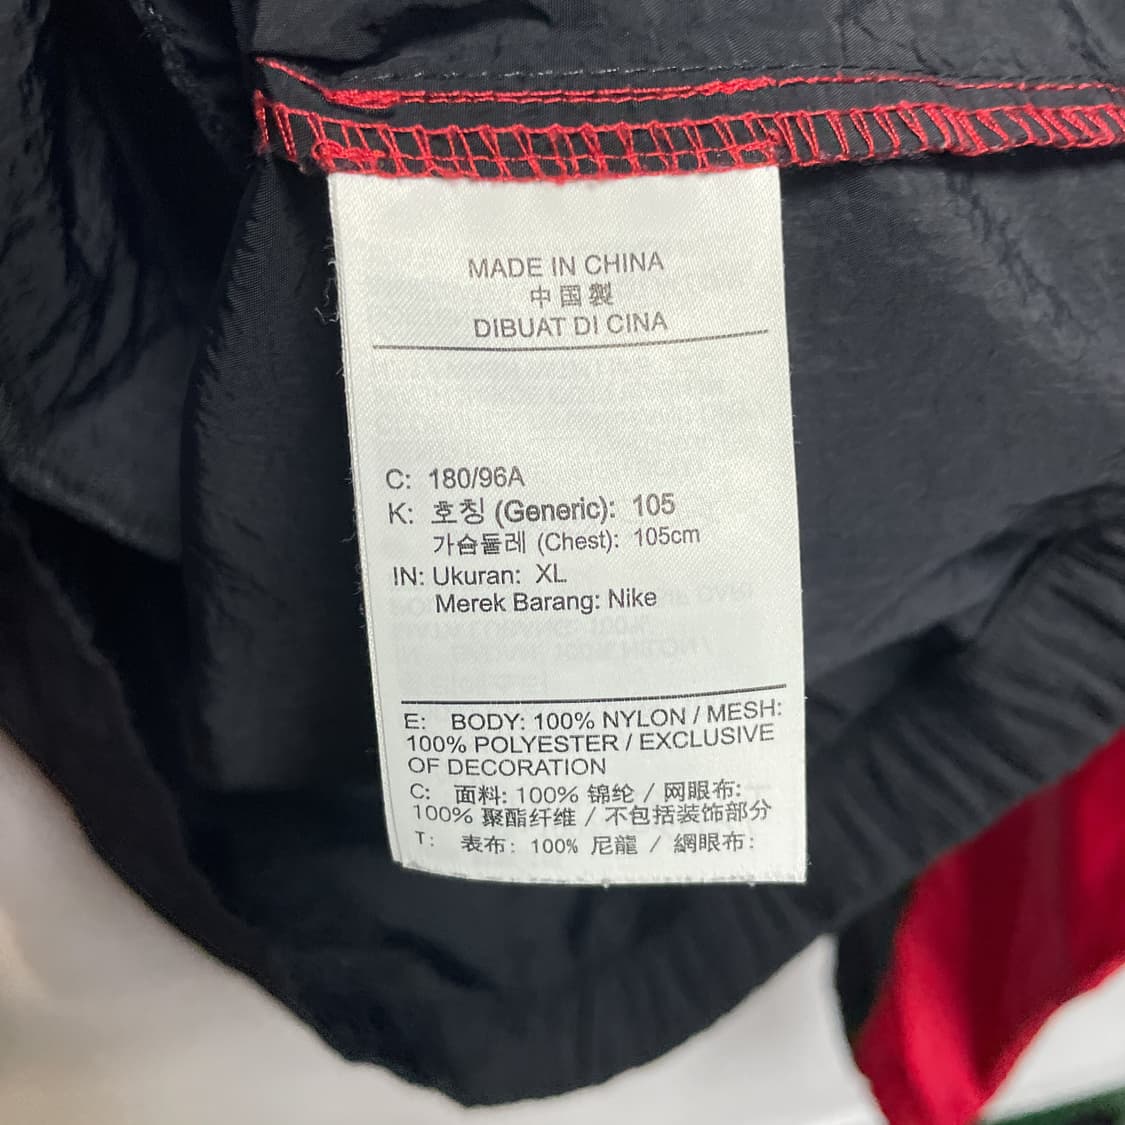 MADE IN CHINA
中国製
DIBUAT DI CINA
C: 180/96A
K: 호칭 (Generic): 105
가슴둘레 (Chest): 105cm
IN: Ukuran: XL
Merek Barang: Nike
E: BODY: 100% NYLON / MESH:
100% POLYESTER / EXCLUSIVE
OF DECORATION
C: 面料: 100% 锦纶 / 网眼布:
100% 聚酯纤维 / 不包括装饰部分
T: 表布: 100% 尼龍 / 網眼布: